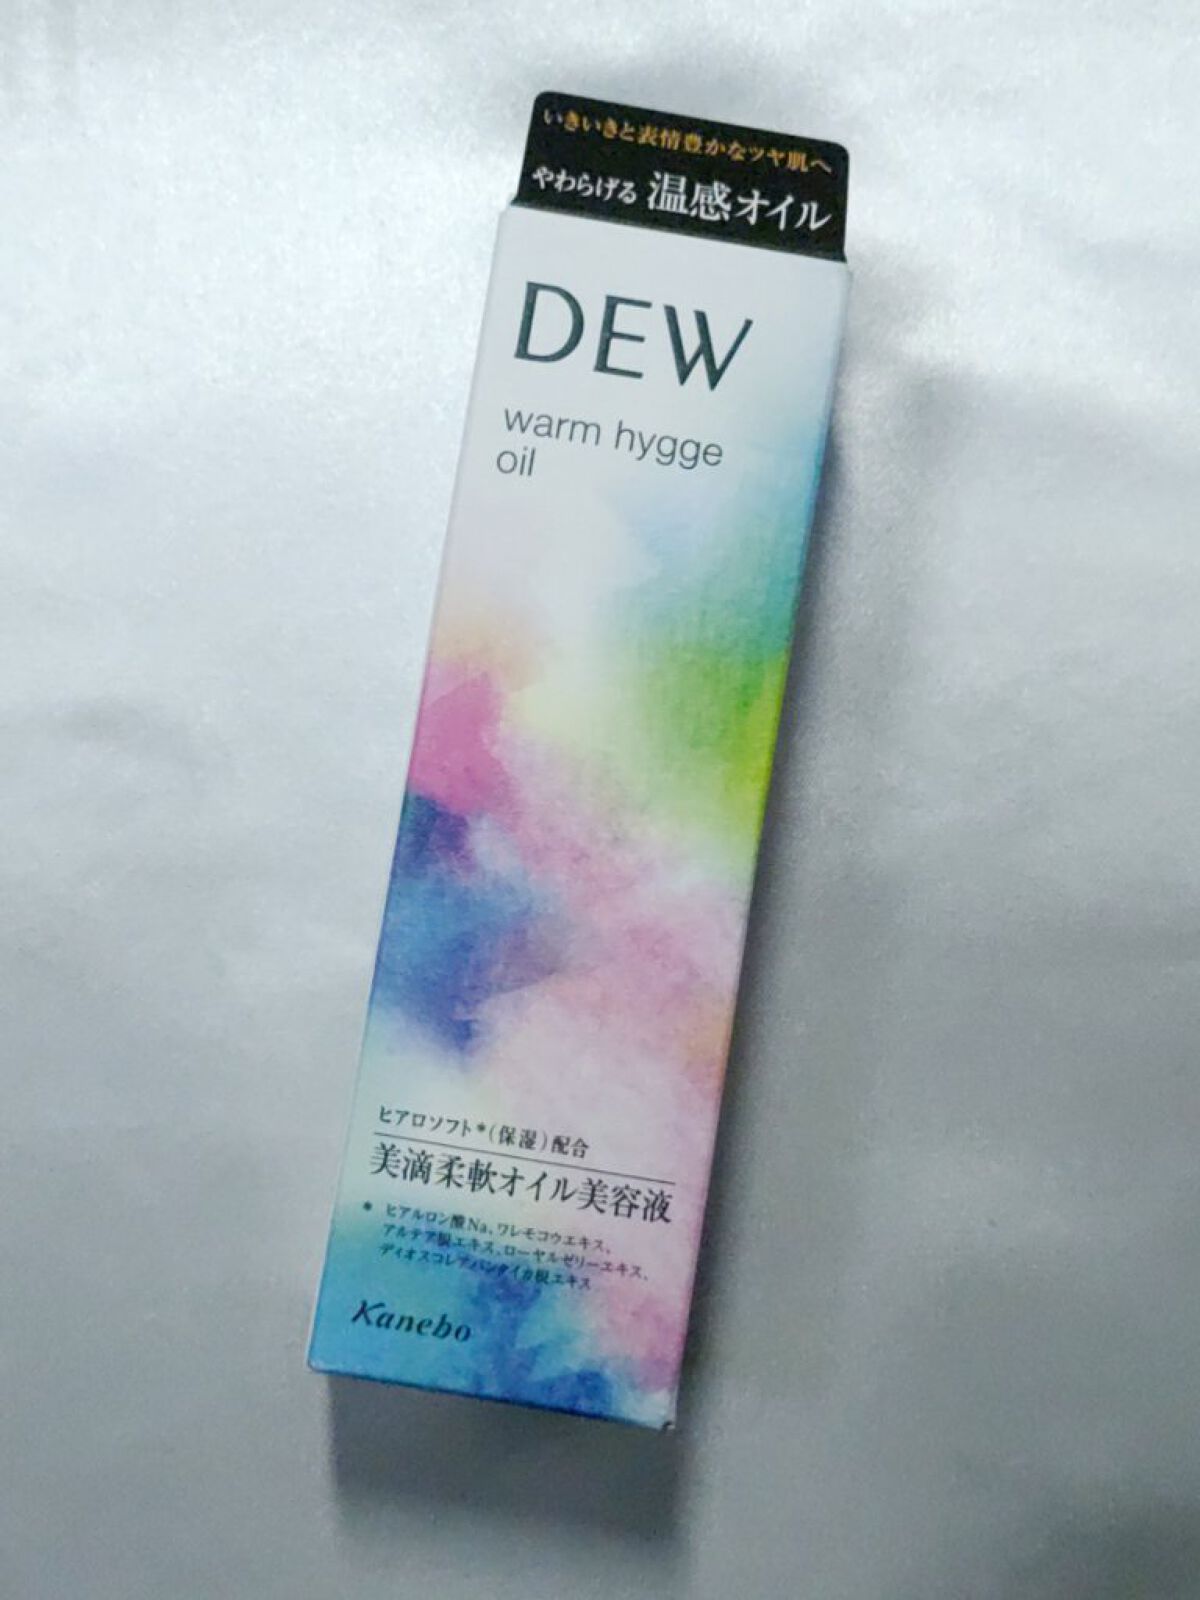 いきいきと表情豊かなツヤ肌へ
やわらげる 温感オイル
DEW
warm hygge
oil
ヒアロソフト*(保湿)配合
美滴柔軟オイル美容液
* ヒアルロン酸Na、ワレモコウエキス、
アルテア根エキス、ローヤルゼリーエキス、
ディオスコレアバンタイカ根エキス
Kanebo